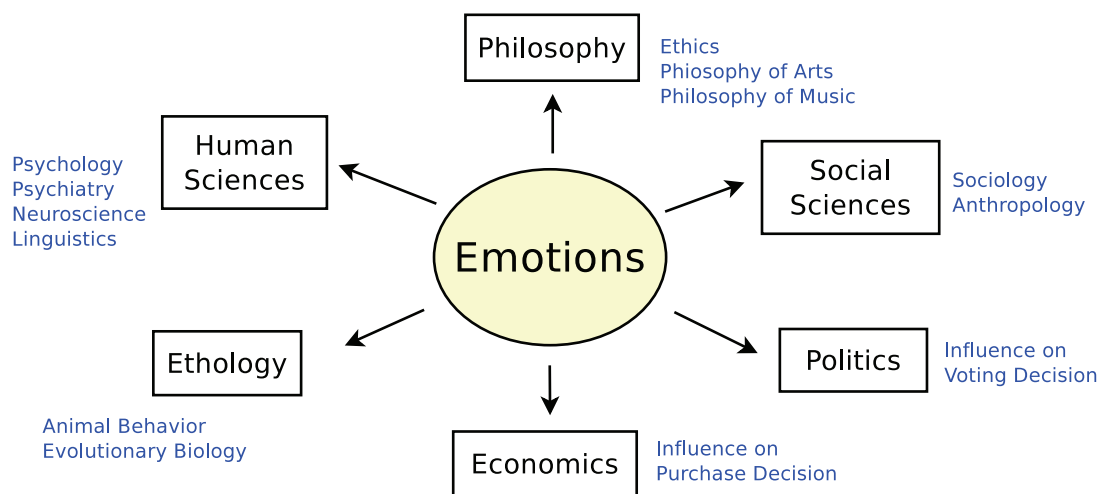 Philosophy
Ethics
Phiosophy of Arts
Philosophy of Music
Human
Sciences
Psychology
Psychiatry
Neuroscience
Linguistics
Social
Sciences
Sociology
Anthropology
Emotions
Ethology
Animal Behavior
Evolutionary Biology
Politics
Influence on
Voting Decision
Economics
Influence on
Purchase Decision